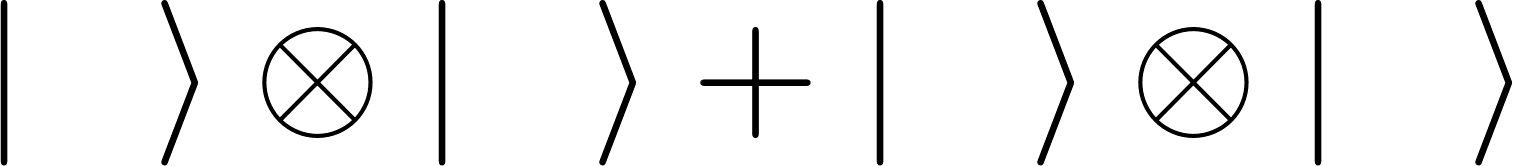 | ⟩ ⊗ | ⟩ + | ⟩ ⊗ | ⟩